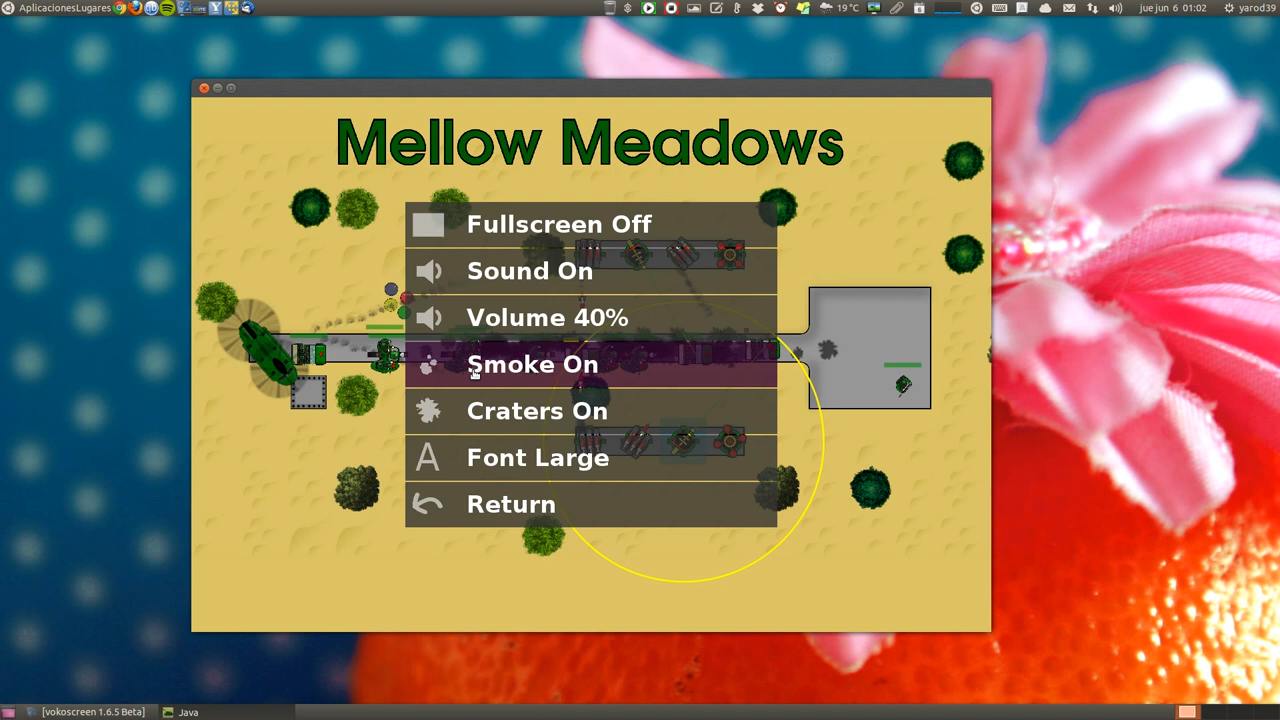 AplicacionesLugares
19 °C
jue jun 6 01:02
yarod39
Mellow Meadows
Fullscreen Off
Sound On
Volume 40%
Smoke On
Craters On
Font Large
Return
[vokoscreen 1.6.5 Beta]
Java